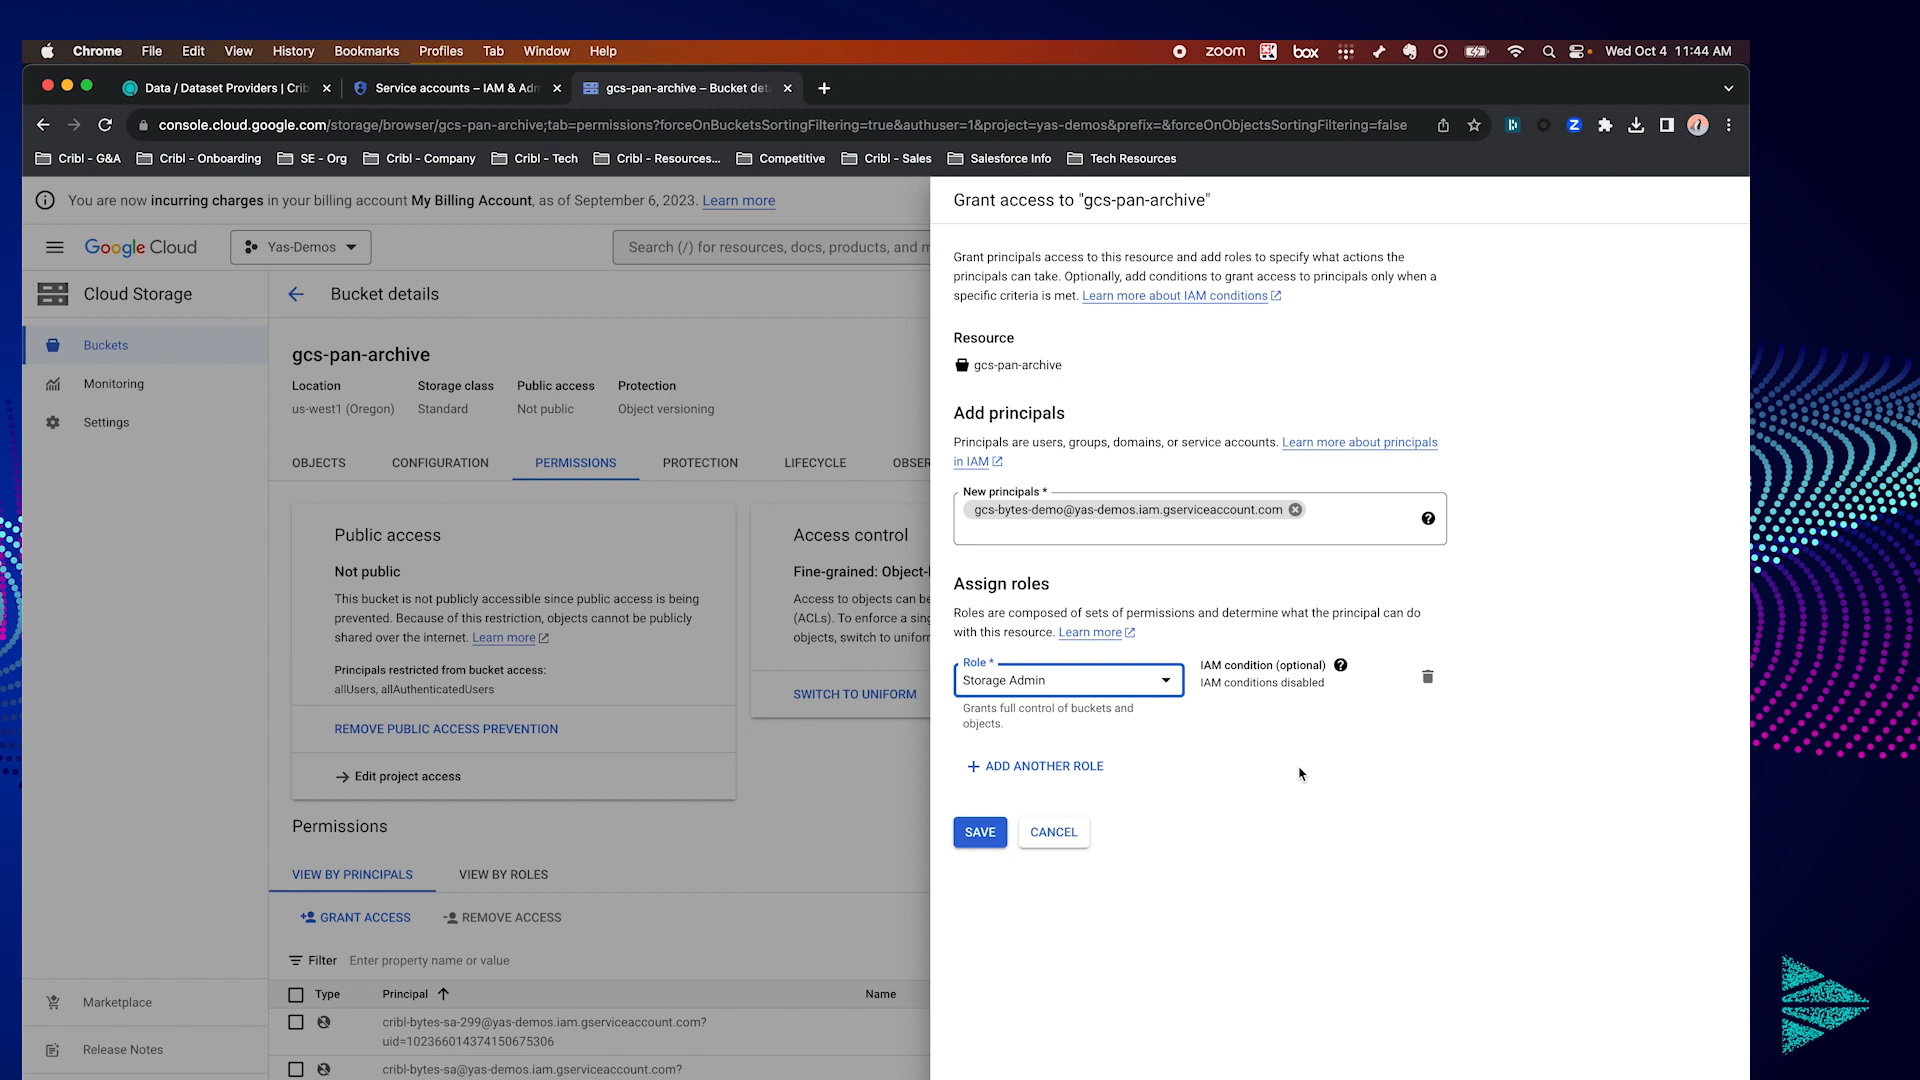 Chrome File Edit View History Bookmarks Profiles Tab Window Help zoom box Wed Oct 4 11:44 AM
Data / Dataset Providers | Crib Service accounts – IAM & Adm gcs-pan-archive – Bucket det
console.cloud.google.com/storage/browser/gcs-pan-archive;tab=permissions?forceOnBucketsSortingFiltering=true&authuser=1&project=yas-demos&prefix=&forceOnObjectsSortingFiltering=false
Cribl - G&A Cribl - Onboarding SE - Org Cribl - Company Cribl - Tech Cribl - Resources... Competitive Cribl - Sales Salesforce Info Tech Resources
You are now incurring charges in your billing account My Billing Account, as of September 6, 2023. Learn more
Google Cloud Yas-Demos Search (/) for resources, docs, products, and m
Cloud Storage
Buckets
Monitoring
Settings
Marketplace
Release Notes
Bucket details
gcs-pan-archive
Location Storage class Public access Protection
us-west1 (Oregon) Standard Not public Object versioning
OBJECTS CONFIGURATION PERMISSIONS PROTECTION LIFECYCLE OBSER
Public access
Not public
This bucket is not publicly accessible since public access is being
prevented. Because of this restriction, objects cannot be publicly
shared over the internet. Learn more
Principals restricted from bucket access:
allUsers, allAuthenticatedUsers
REMOVE PUBLIC ACCESS PREVENTION
Edit project access
Access control
Fine-grained: Object-l
Access to objects can be
(ACLs). To enforce a sing
objects, switch to uniforr
SWITCH TO UNIFORM
Permissions
VIEW BY PRINCIPALS VIEW BY ROLES
GRANT ACCESS REMOVE ACCESS
Filter Enter property name or value
Type Principal Name
cribl-bytes-sa-299@yas-demos.iam.gserviceaccount.com?
uid=102366014374150675306
cribl-bytes-sa@yas-demos.iam.gserviceaccount.com?
Grant access to "gcs-pan-archive"
Grant principals access to this resource and add roles to specify what actions the
principals can take. Optionally, add conditions to grant access to principals only when a
specific criteria is met. Learn more about IAM conditions
Resource
gcs-pan-archive
Add principals
Principals are users, groups, domains, or service accounts. Learn more about principals
in IAM
New principals *
gcs-bytes-demo@yas-demos.iam.gserviceaccount.com
Assign roles
Roles are composed of sets of permissions and determine what the principal can do
with this resource. Learn more
Role *
Storage Admin
Grants full control of buckets and
objects.
IAM condition (optional)
IAM conditions disabled
+ ADD ANOTHER ROLE
SAVE CANCEL